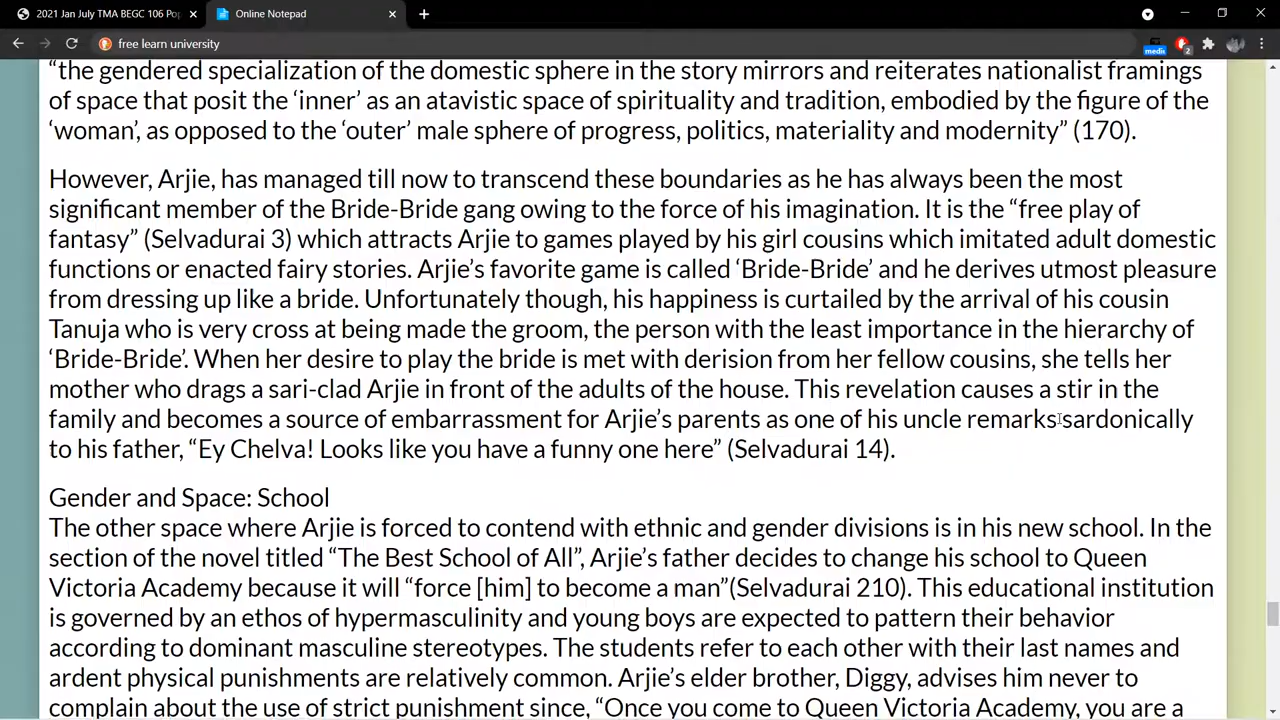 2021 Jan July TMA BEGC 106 Pop
Online Notepad
free learn university
medic
2
“the gendered specialization of the domestic sphere in the story mirrors and reiterates nationalist framings
of space that posit the ‘inner’ as an atavistic space of spirituality and tradition, embodied by the figure of the
‘woman’, as opposed to the ‘outer’ male sphere of progress, politics, materiality and modernity” (170).
However, Arjie, has managed till now to transcend these boundaries as he has always been the most
significant member of the Bride-Bride gang owing to the force of his imagination. It is the “free play of
fantasy” (Selvadurai 3) which attracts Arjie to games played by his girl cousins which imitated adult domestic
functions or enacted fairy stories. Arjie’s favorite game is called ‘Bride-Bride’ and he derives utmost pleasure
from dressing up like a bride. Unfortunately though, his happiness is curtailed by the arrival of his cousin
Tanuja who is very cross at being made the groom, the person with the least importance in the hierarchy of
‘Bride-Bride’. When her desire to play the bride is met with derision from her fellow cousins, she tells her
mother who drags a sari-clad Arjie in front of the adults of the house. This revelation causes a stir in the
family and becomes a source of embarrassment for Arjie’s parents as one of his uncle remarks sardonically
to his father, “Ey Chelva! Looks like you have a funny one here” (Selvadurai 14).
Gender and Space: School
The other space where Arjie is forced to contend with ethnic and gender divisions is in his new school. In the
section of the novel titled “The Best School of All”, Arjie’s father decides to change his school to Queen
Victoria Academy because it will “force [him] to become a man”(Selvadurai 210). This educational institution
is governed by an ethos of hypermasculinity and young boys are expected to pattern their behavior
according to dominant masculine stereotypes. The students refer to each other with their last names and
ardent physical punishments are relatively common. Arjie’s elder brother, Diggy, advises him never to
complain about the use of strict punishment since, “Once you come to Queen Victoria Academy, you are a